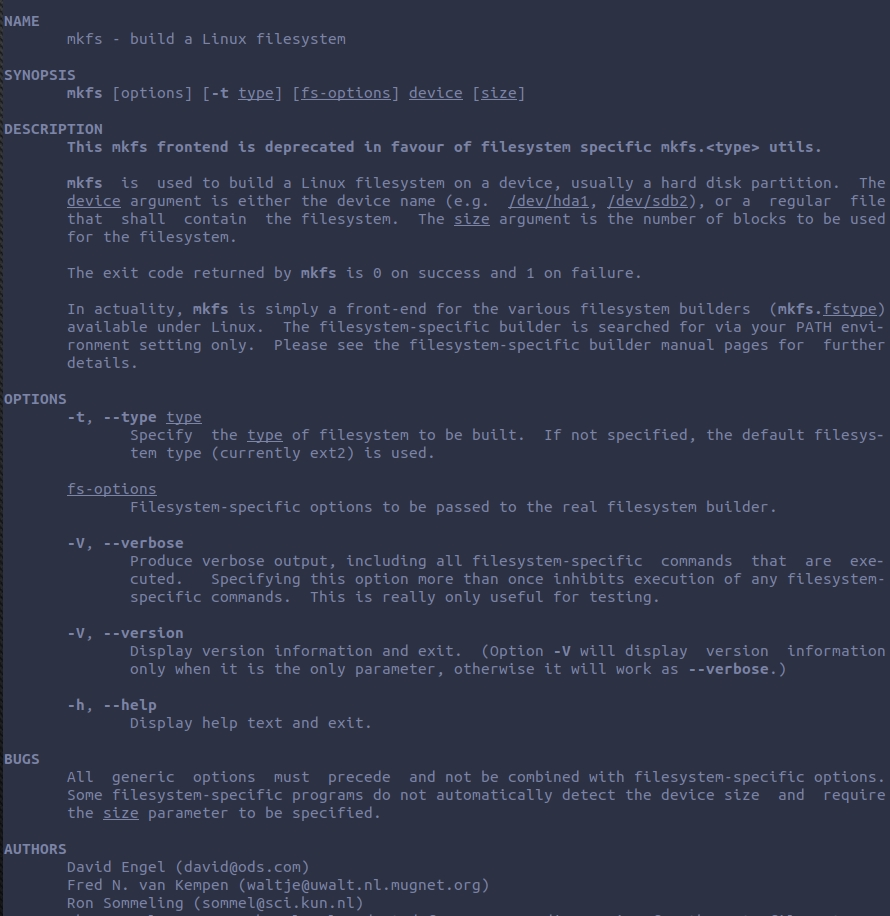 NAME
mkfs - build a Linux filesystem
SYNOPSIS
mkfs [options] [-t type] [fs-options] device [size]
DESCRIPTION
This mkfs frontend is deprecated in favour of filesystem specific mkfs.<type> utils.
mkfs is used to build a Linux filesystem on a device, usually a hard disk partition. The
device argument is either the device name (e.g. /dev/hda1, /dev/sdb2), or a regular file
that shall contain the filesystem. The size argument is the number of blocks to be used
for the filesystem.
The exit code returned by mkfs is 0 on success and 1 on failure.
In actuality, mkfs is simply a front-end for the various filesystem builders (mkfs.fstype)
available under Linux. The filesystem-specific builder is searched for via your PATH envi-
ronment setting only. Please see the filesystem-specific builder manual pages for further
details.
OPTIONS
-t, --type type
Specify the type of filesystem to be built. If not specified, the default filesys-
tem type (currently ext2) is used.
fs-options
Filesystem-specific options to be passed to the real filesystem builder.
-V, --verbose
Produce verbose output, including all filesystem-specific commands that are exe-
cuted. Specifying this option more than once inhibits execution of any filesystem-
specific commands. This is really only useful for testing.
-V, --version
Display version information and exit. (Option -V will display version information
only when it is the only parameter, otherwise it will work as --verbose.)
-h, --help
Display help text and exit.
BUGS
All generic options must precede and not be combined with filesystem-specific options.
Some filesystem-specific programs do not automatically detect the device size and require
the size parameter to be specified.
AUTHORS
David Engel (david@ods.com)
Fred N. van Kempen (waltje@uwalt.nl.mugnet.org)
Ron Sommeling (sommel@sci.kun.nl)